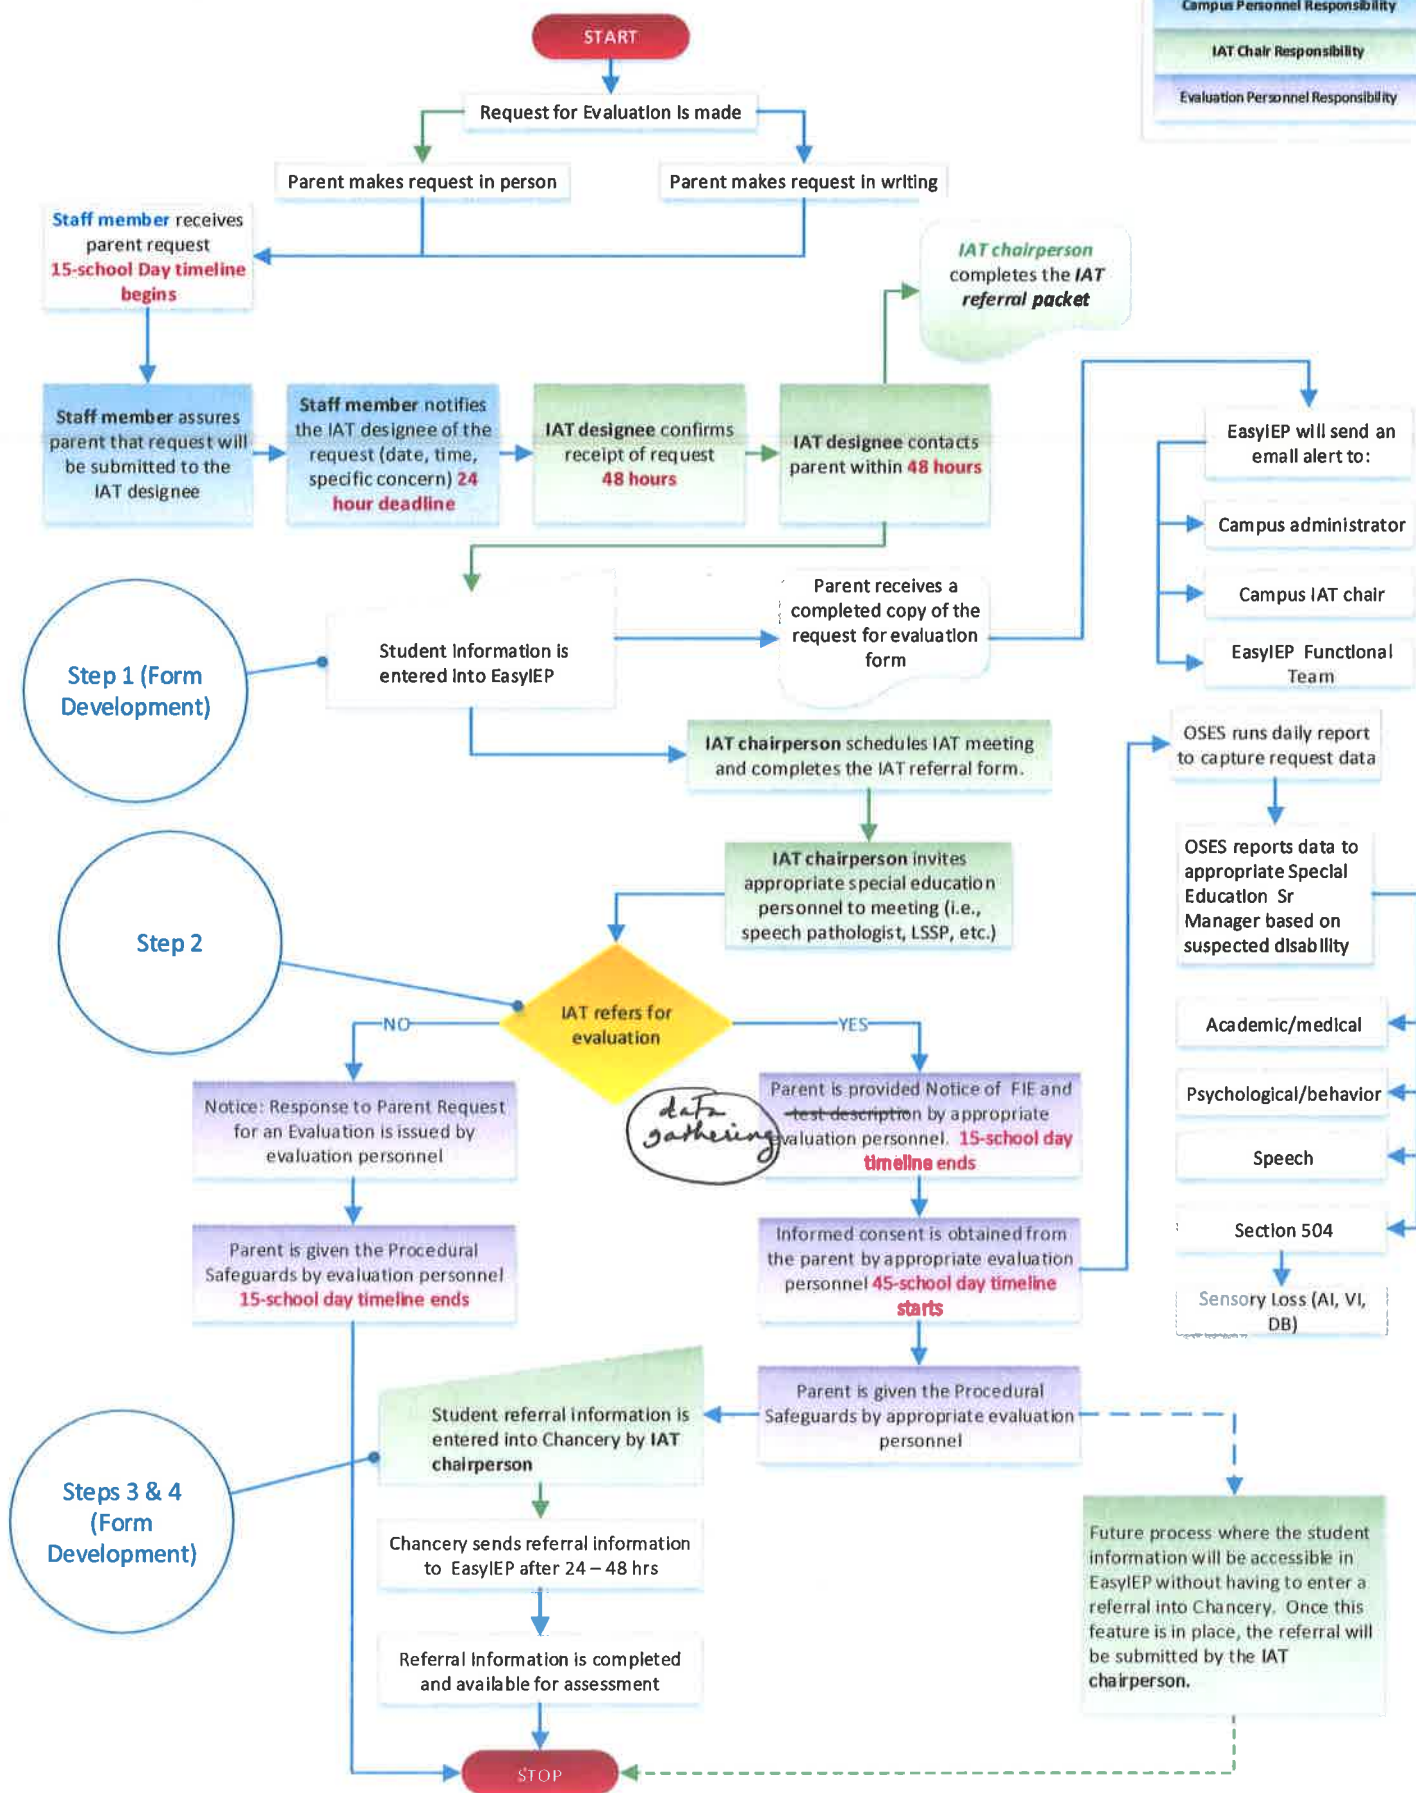 Campus Personnel Responsibility
IAT Chair Responsibility
Evaluation Personnel Responsibility
START
Request for Evaluation is made
Parent makes request in person
Parent makes request in writing
Staff member receives
parent request
15-school Day timeline
begins
IAT chairperson
completes the IAT
referral packet
Staff member assures
parent that request will
be submitted to the
IAT designee
Staff member notifies
the IAT designee of the
request (date, time,
specific concern) 24
hour deadline
IAT designee confirms
receipt of request
48 hours
IAT designee contacts
parent within 48 hours
EasyIEP will send an
email alert to:
Campus administrator
Campus IAT chair
EasyIEP Functional
Team
Step 1 (Form
Development)
Student information is
entered into EasyIEP
Parent receives a
completed copy of the
request for evaluation
form
IAT chairperson schedules IAT meeting
and completes the IAT referral form.
OSES runs daily report
to capture request data
IAT chairperson invites
appropriate special education
personnel to meeting (i.e.,
speech pathologist, LSSP, etc.)
OSES reports data to
appropriate Special
Education Sr
Manager based on
suspected disability
Step 2
IAT refers for
evaluation
NO
YES
Academic/medical
Psychological/behavior
Speech
Section 504
Sensory Loss (AI, VI,
DB)
Notice: Response to Parent Request
for an Evaluation is issued by
evaluation personnel
data
gathering
Parent is provided Notice of FIE and
test description by appropriate
evaluation personnel. 15-school day
timeline ends
Parent is given the Procedural
Safeguards by evaluation personnel
15-school day timeline ends
Informed consent is obtained from
the parent by appropriate evaluation
personnel 45-school day timeline
starts
Parent is given the Procedural
Safeguards by appropriate evaluation
personnel
Steps 3 & 4
(Form
Development)
Student referral information is
entered into Chancery by IAT
chairperson
Chancery sends referral information
to EasyIEP after 24 – 48 hrs
Referral information is completed
and available for assessment
Future process where the student
information will be accessible in
EasyIEP without having to enter a
referral into Chancery. Once this
feature is in place, the referral will
be submitted by the IAT
chairperson.
STOP